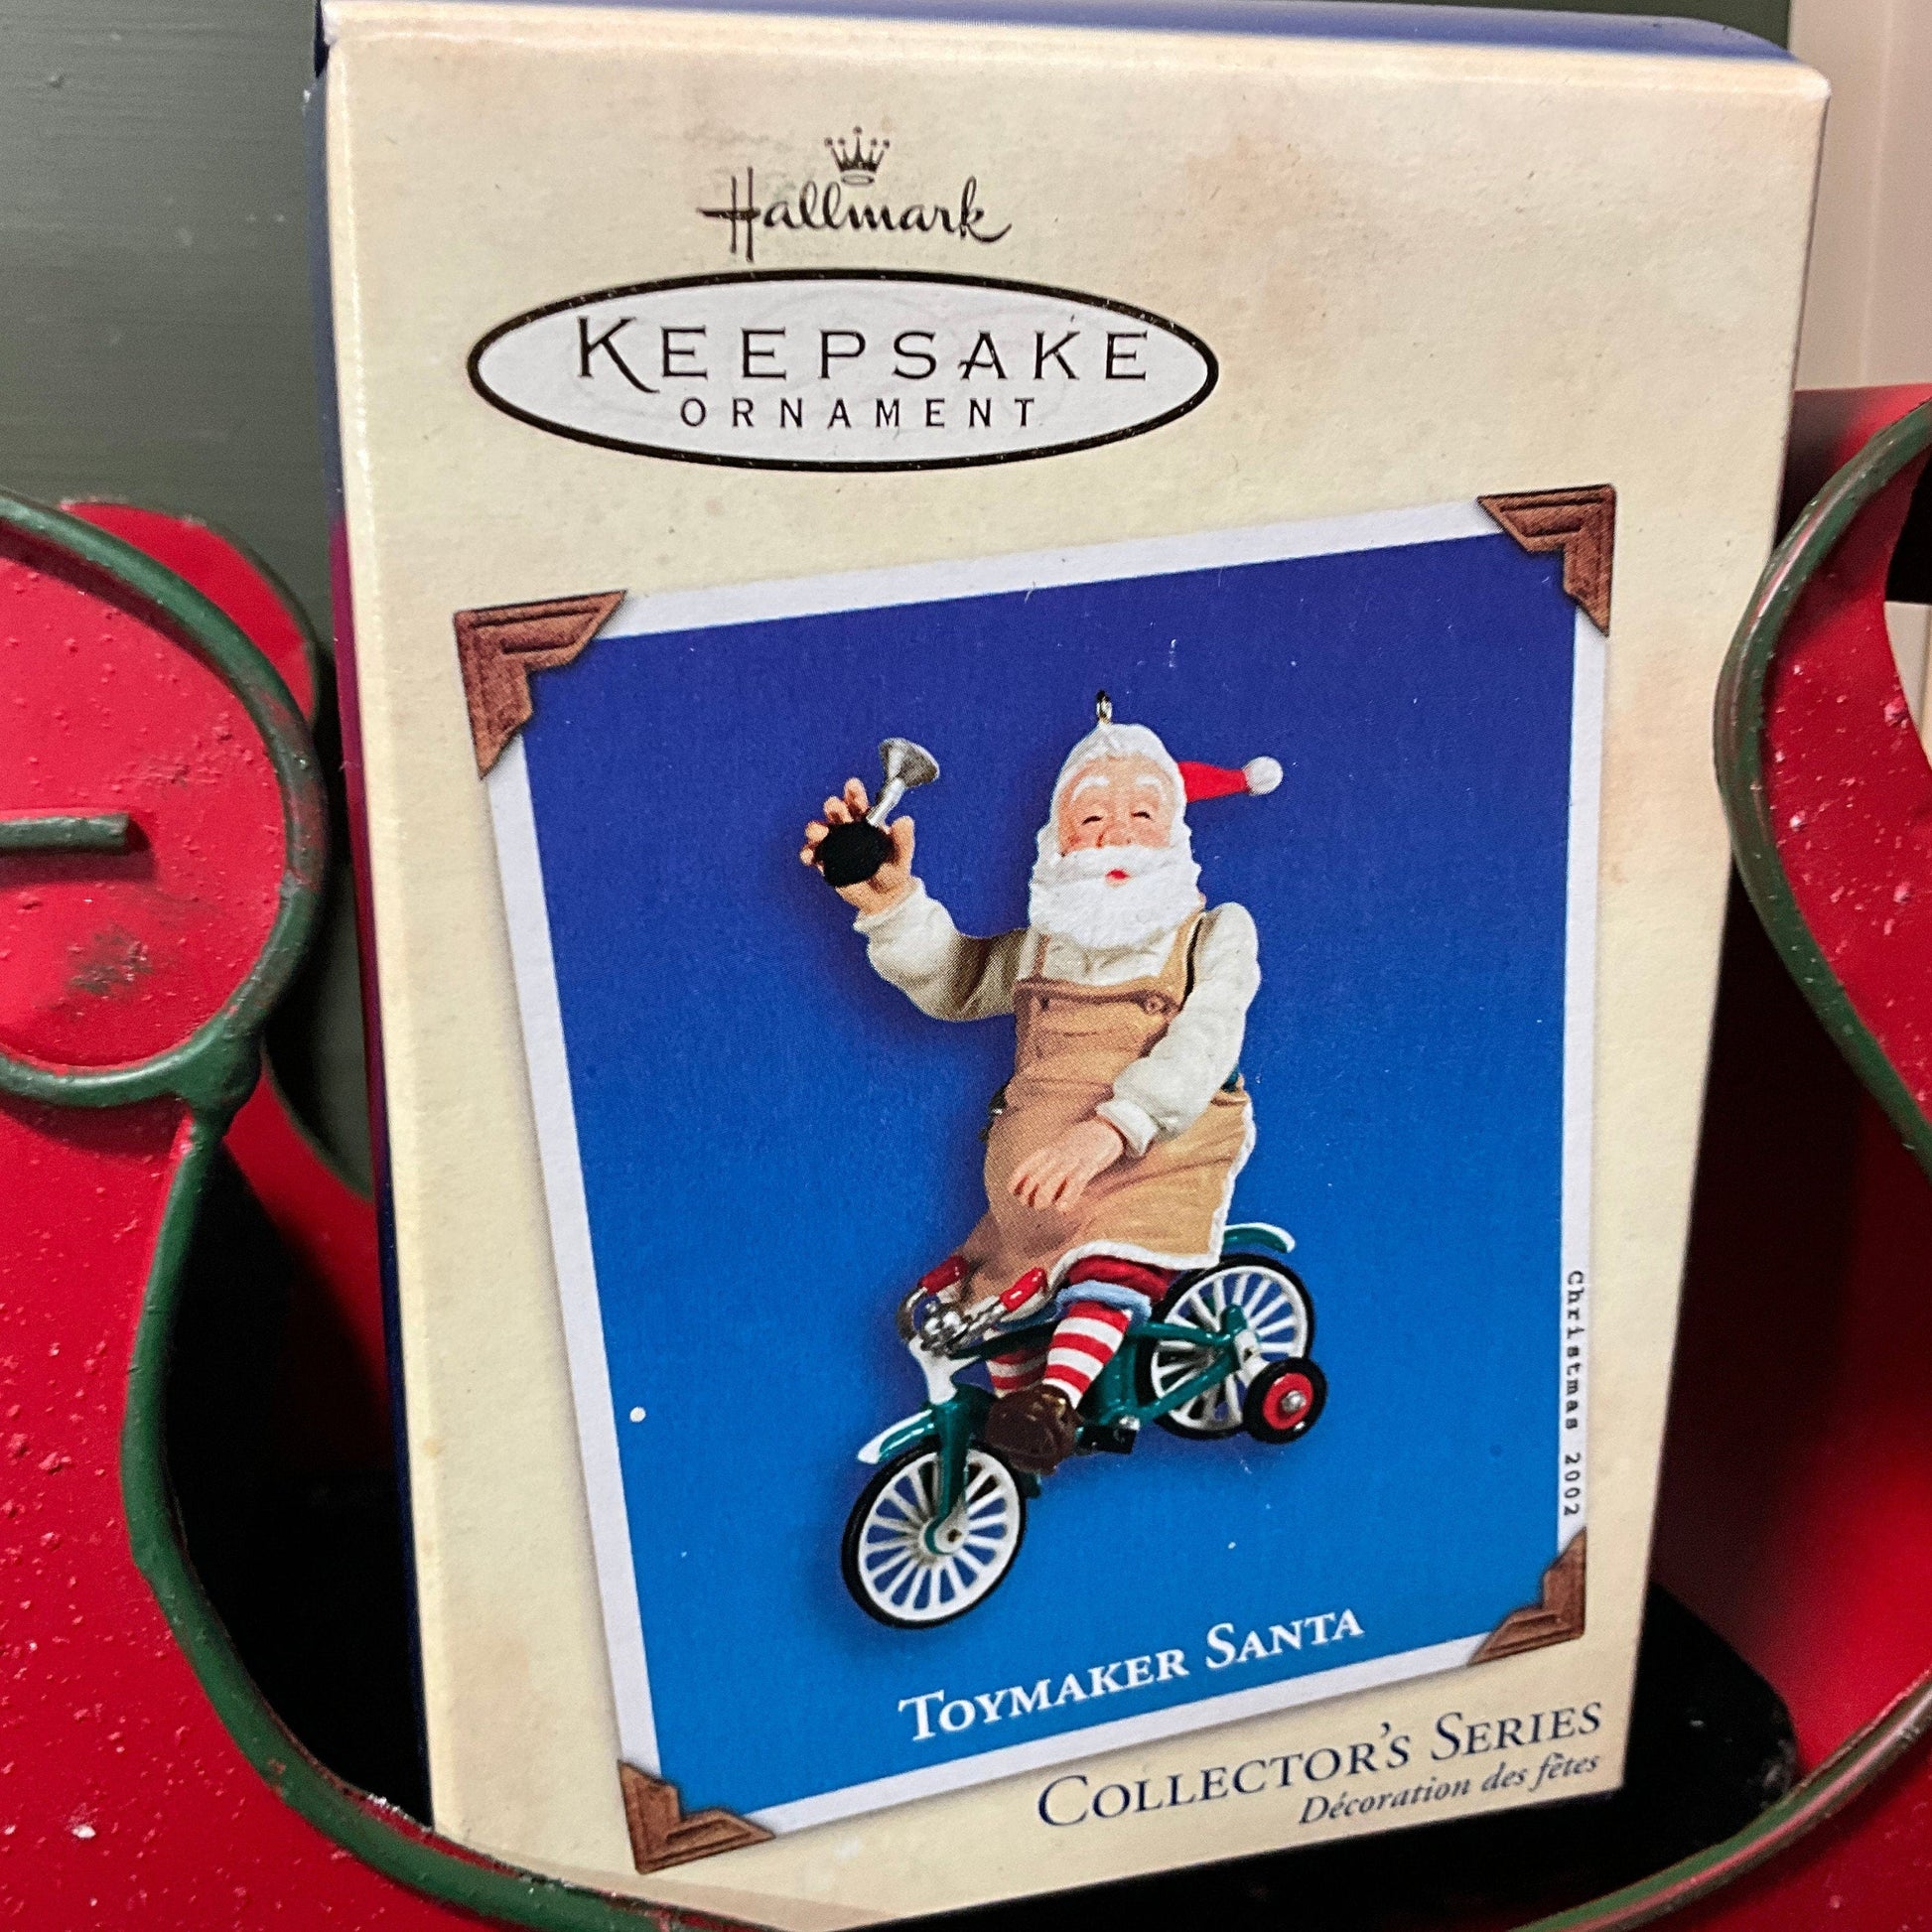 Hallmark
KEEPSAKE
ORNAMENT
Christmas 2002
TOYMAKER SANTA
COLLECTOR'S SERIES
Décoration des fêtes